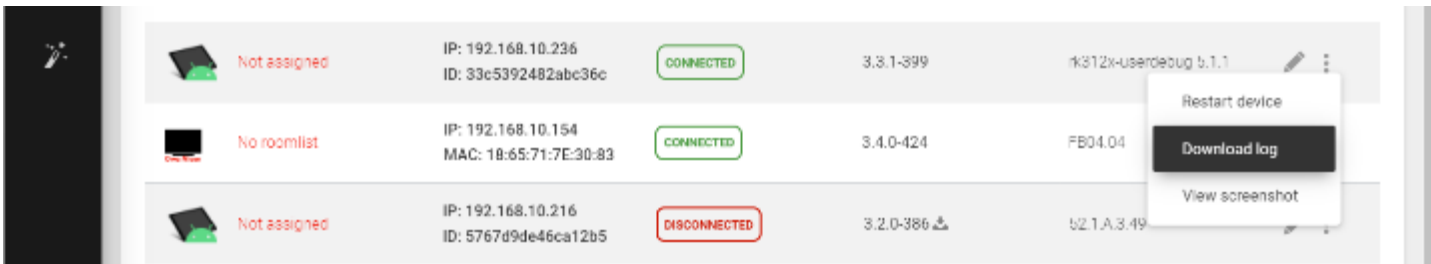 Not assigned
IP: 192.168.10.236
ID: 33c5392482abc36c
CONNECTED
3.3.1-399
rk312x-userdebug 5.1.1
Restart device
No roomlist
IP: 192.168.10.154
MAC: 18:65:71:7E:30:83
CONNECTED
3.4.0-424
FB04.04
Download log
View screenshot
Not assigned
IP: 192.168.10.216
ID: 5767d9de46ca12b5
DISCONNECTED
3.2.0-386
52.1.A.3.49